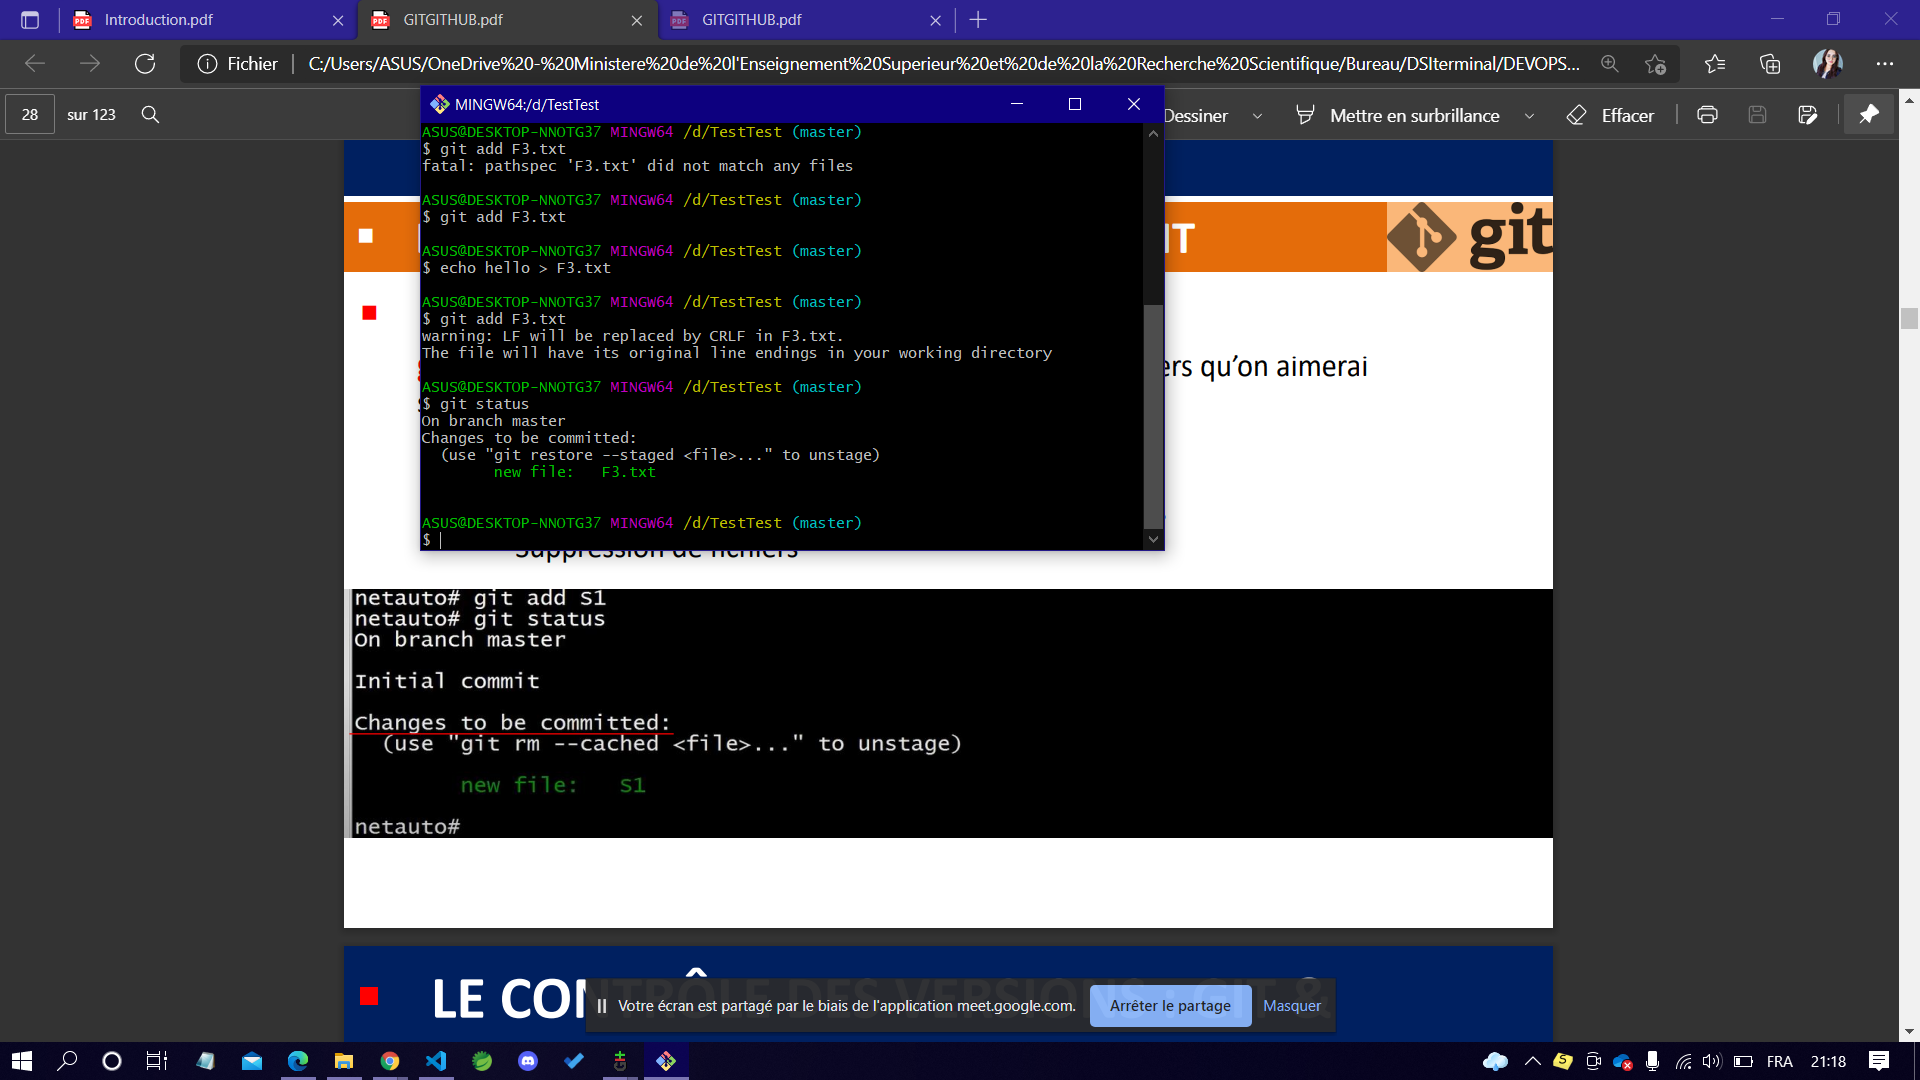 Introduction.pdf
GITGITHUB.pdf
GITGITHUB.pdf
Fichier
C:/Users/ASUS/OneDrive%20-%20Ministere%20de%20l'Enseignement%20Superieur%20et%20de%20la%20Recherche%20Scientifique/Bureau/DSIterminal/DEVOPS...
28 sur 123
Dessiner
Mettre en surbrillance
Effacer
MINGW64:/d/TestTest
ASUS@DESKTOP-NNOTG37 MINGW64 /d/TestTest (master)
$ git add F3.txt
fatal: pathspec 'F3.txt' did not match any files
ASUS@DESKTOP-NNOTG37 MINGW64 /d/TestTest (master)
$ git add F3.txt
ASUS@DESKTOP-NNOTG37 MINGW64 /d/TestTest (master)
$ echo hello > F3.txt
ASUS@DESKTOP-NNOTG37 MINGW64 /d/TestTest (master)
$ git add F3.txt
warning: LF will be replaced by CRLF in F3.txt.
The file will have its original line endings in your working directory
ASUS@DESKTOP-NNOTG37 MINGW64 /d/TestTest (master)
$ git status
On branch master
Changes to be committed:
(use "git restore --staged <file>..." to unstage)
new file: F3.txt
ASUS@DESKTOP-NNOTG37 MINGW64 /d/TestTest (master)
$
git
qu’on aimerai
Suppression de fichiers
netauto# git add S1
netauto# git status
On branch master
Initial commit
Changes to be committed:
(use "git rm --cached <file>..." to unstage)
new file: S1
netauto#
LE CONTRÔLE DES VERSIONS : GIT &
Votre écran est partagé par le biais de l'application meet.google.com.
Arrêter le partage
Masquer
FRA
21:18